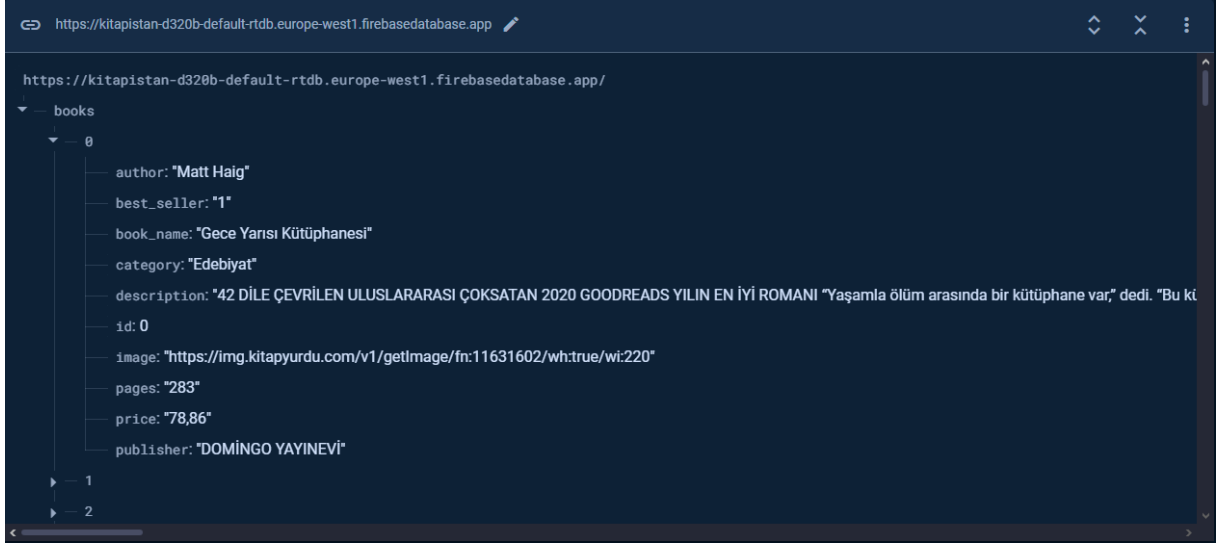 https://kitapistan-d320b-default-rtdb.europe-west1.firebasedatabase.app
https://kitapistan-d320b-default-rtdb.europe-west1.firebasedatabase.app/
books
0
author: "Matt Haig"
best_seller: "1"
book_name: "Gece Yarısı Kütüphanesi"
category: "Edebiyat"
description: "42 DİLE ÇEVRİLEN ULUSLARARASI ÇOKSATAN 2020 GOODREADS YILIN EN İYİ ROMANI “Yaşamla ölüm arasında bir kütüphane var,” dedi. “Bu kü
id: 0
image: "https://img.kitapyurdu.com/v1/getImage/fn:11631602/wh:true/wi:220"
pages: "283"
price: "78,86"
publisher: "DOMİNGO YAYINEVİ"
1
2